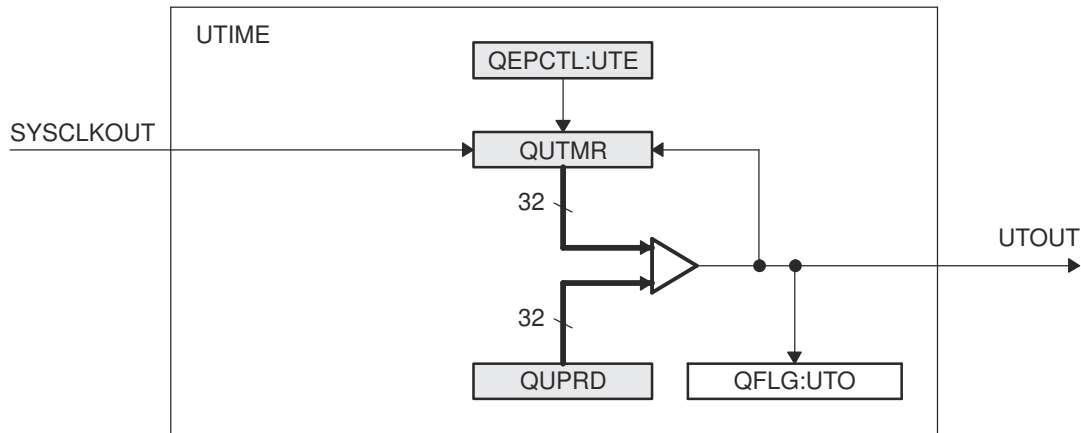 UTIME
QEPCTL:UTE
SYSCLKOUT
QUTMR
32
UTOUT
32
QUPRD
QFLG:UTO